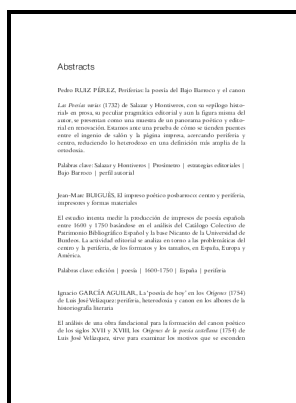 Abstracts
Pedro RUIZ PÉREZ, Periferias: la poesía del Bajo Barroco y el canon
Las Poesías varias (1732) de Salazar y Hontiveros, con su «epílogo histo-
rial» en prosa, su peculiar pragmática editorial y aun la figura misma del
autor, se presentan como una muestra de un panorama poético y edito-
rial en renovación. Estamos ante una prueba de cómo se tienden puentes
entre el ingenio de salón y la página impresa, acercando periferia y
centro, reduciendo lo heterodoxo en una definición más amplia de la
ortodoxia.
Palabras clave: Salazar y Hontiveros | Prosímetro | estrategias editoriales |
Bajo Barroco | perfil autorial
Jean-Marc BUIGUÈS, El impreso poético posbarroco: centro y periferia,
impresores y formas materiales
El estudio intenta medir la producción de impresos de poesía española
entre 1600 y 1750 basándose en el análisis del Catálogo Colectivo de
Patrimonio Bibliográfico Español y la base Nicanto de la Universidad de
Burdeos. La actividad editorial se analiza en torno a las problemáticas del
centro y la periferia, de los formatos y los tamaños, en España, Europa y
América.
Palabras clave: edición | poesía | 1600-1750 | España | periferia
Ignacio GARCÍA AGUILAR, La 'poesía de hoy' en los Orígenes (1754)
de Luis José Velázquez: periferia, heterodoxia y canon en los albores de la
historiografía literaria
El análisis de una obra fundacional para la formación del canon poético
de los siglos XVII y XVIII, los Orígenes de la poesía castellana (1754) de
Luis José Velázquez, sirve para examinar los motivos que se esconden